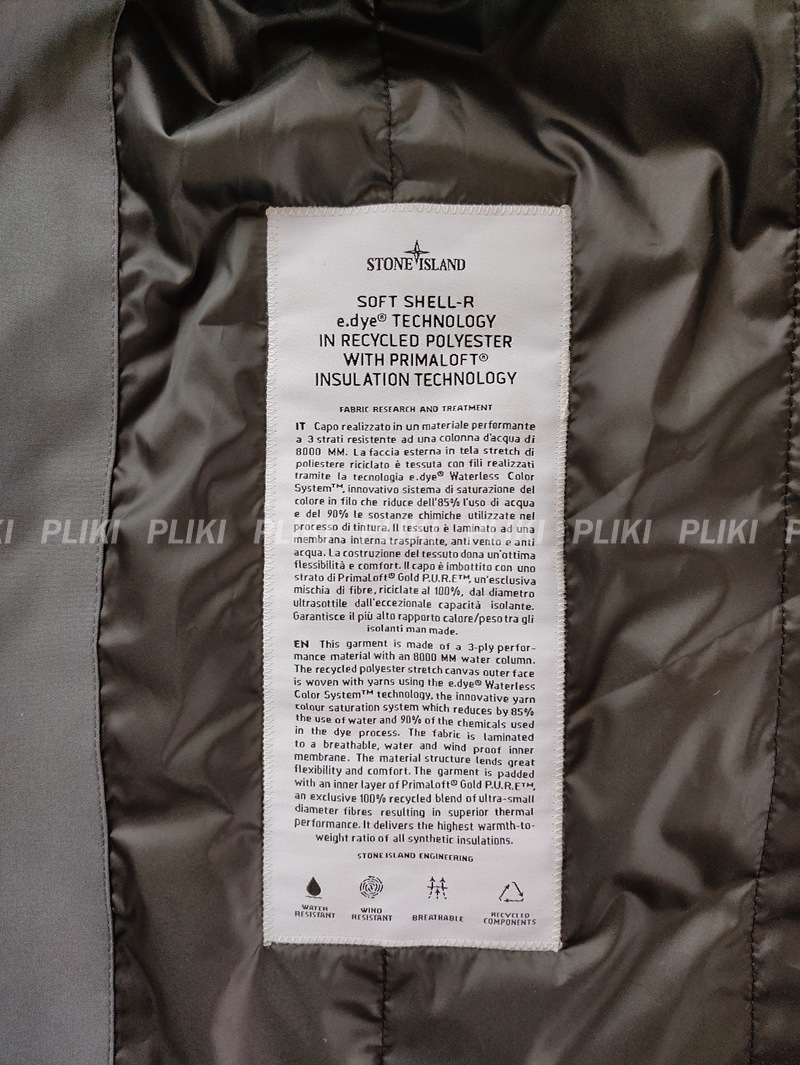 STONE ISLAND
SOFT SHELL-R
e.dye® TECHNOLOGY
IN RECYCLED POLYESTER
WITH PRIMALOFT®
INSULATION TECHNOLOGY
FABRIC RESEARCH AND TREATMENT
IT Capo realizzato in un materiale performante
a 3 strati resistente ad una colonna d'acqua di
8000 MM. La faccia esterna in tela stretch di
poliestere riciclato è tessuta con fili realizzati
tramite la tecnologia e.dye® Waterless Color
System™, innovativo sistema di saturazione del
colore in filo che riduce dell'85% l'uso di acqua
e del 90% le sostanze chimiche utilizzate nel
processo di tintura. Il tessuto è laminato ad una
membrana interna traspirante, anti vento e anti
acqua. La costruzione del tessuto dona un'ottima
flessibilità e comfort. Il capo è imbottito con uno
strato di PrimaLoft® Gold P.U.R.E™, un'esclusiva
mischia di fibre, riciclate al 100%, dal diametro
ultrasottile dall'eccezionale capacità isolante.
Garantisce il più alto rapporto calore/peso tra gli
isolanti man made.
EN This garment is made of a 3-ply perfor-
mance material with an 8000 MM water column.
The recycled polyester stretch canvas outer face
is woven with yarns using the e.dye® Waterless
Color System™ technology, the innovative yarn
colour saturation system which reduces by 85%
the use of water and 90% of the chemicals used
in the dye process. The fabric is laminated
to a breathable, water and wind proof inner
membrane. The material structure lends great
flexibility and comfort. The garment is padded
with an inner layer of PrimaLoft® Gold P.U.R.E™,
an exclusive 100% recycled blend of ultra-small
diameter fibres resulting in superior thermal
performance. It delivers the highest warmth-to-
weight ratio of all synthetic insulations.
STONE ISLAND ENGINEERING
WATER RESISTANT WIND RESISTANT BREATHABLE RECYCLED COMPONENTS
KI PLIKI PLIKI PLIKI PLIKI PLIKI PLIKI PLIKI PL